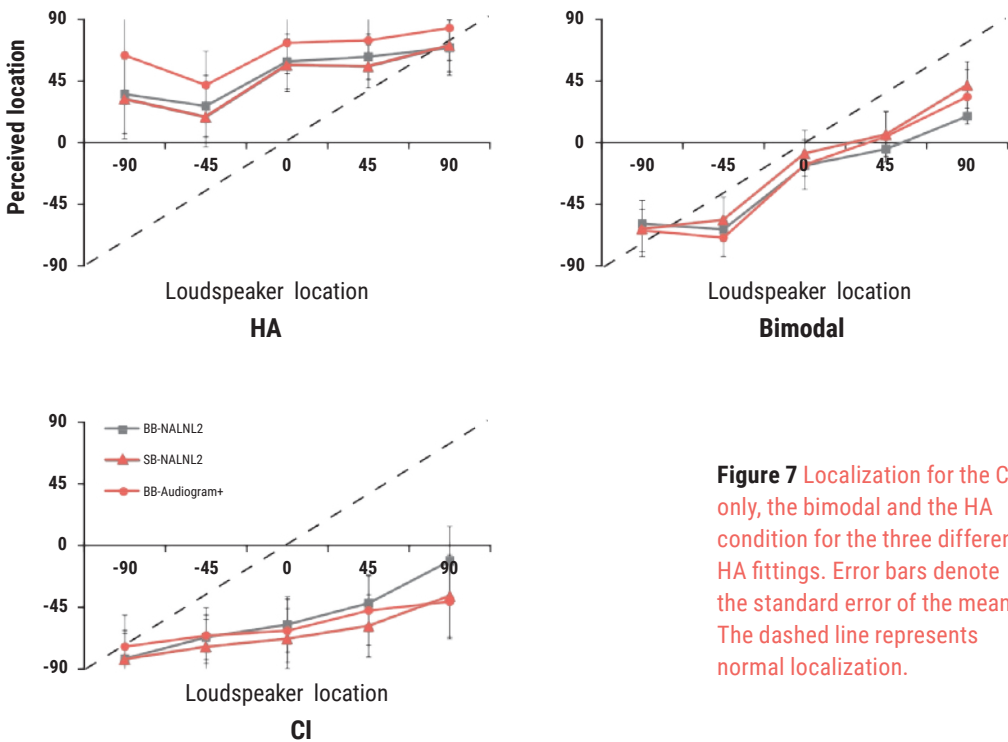 90
45
0
-45
-90
Perceived location
-90 -45 0 45 90
Loudspeaker location
HA
90
45
0
-45
-90
-90 -45 0 45 90
Loudspeaker location
Bimodal
90
45
0
-45
-90
BB-NALNL2
SB-NALNL2
BB-Audiogram+
-90 -45 0 45 90
Loudspeaker location
CI
Figure 7 Localization for the
only, the bimodal and the HA
condition for the three
HA fittings. Error bars denote
the standard error of the mean
The dashed line represents
normal localization.